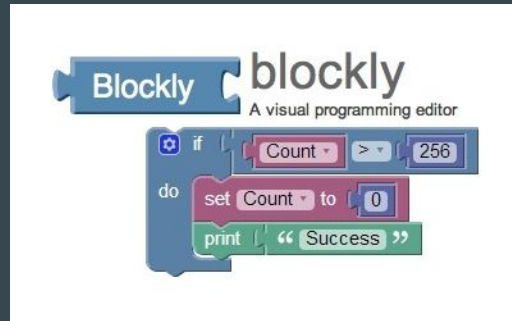 Blockly
blockly
A visual programming editor
if Count > 256
do set Count to 0
print “ Success ”